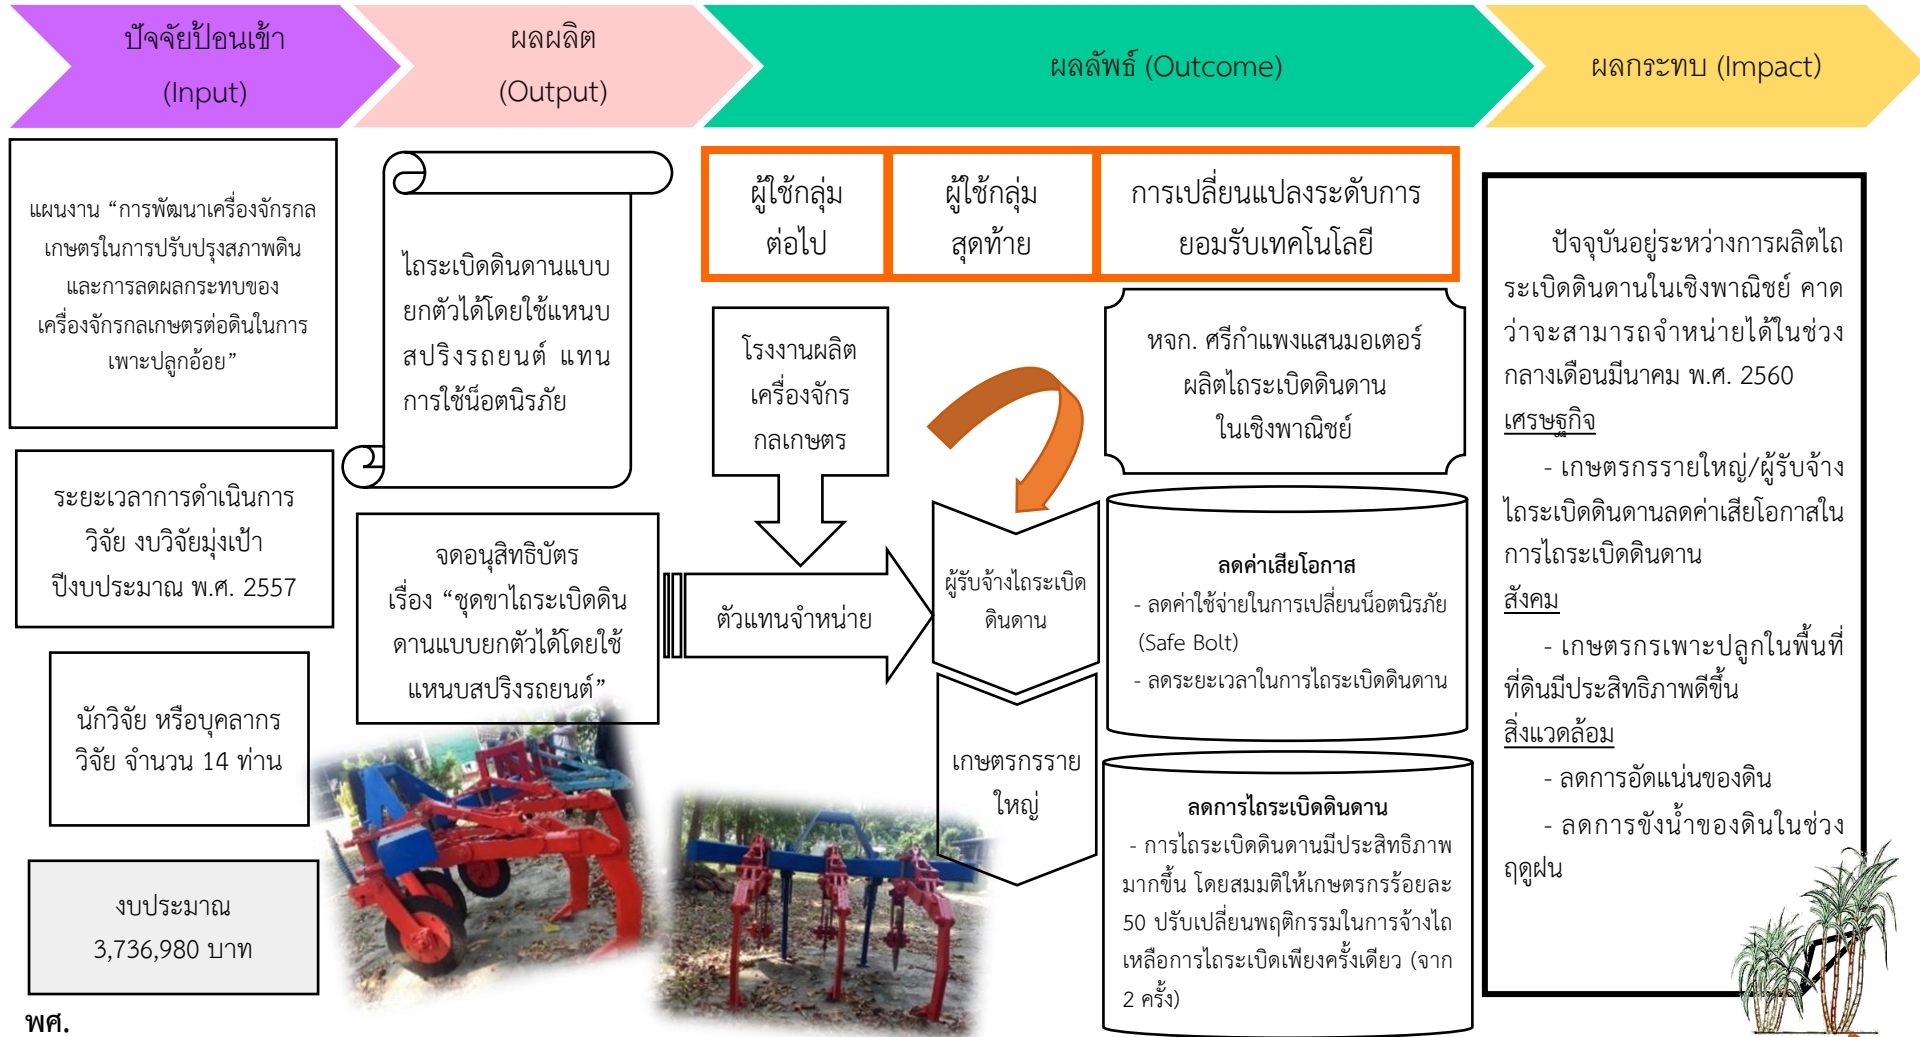 ปัจจัยป้อนเข้า
(Input)
ผลผลิต
(Output)
ผลลัพธ์ (Outcome)
ผลกระทบ (Impact)
แผนงาน “การพัฒนาเครื่องจักรกล
เกษตรในการปรับปรุงสภาพดิน
และการลดผลกระทบของ
เครื่องจักรกลเกษตรต่อดินในการ
เพาะปลูกอ้อย”
ระยะเวลาการดำเนินการ
วิจัย งบวิจัยมุ่งเป้า
ปีงบประมาณ พ.ศ. 2557
นักวิจัย หรือบุคลากร
วิจัย จำนวน 14 ท่าน
งบประมาณ
3,736,980 บาท
พศ.
ไถระเบิดดินดานแบบ
ยกตัวได้โดยใช้แหนบ
สปริงรถยนต์ แทน
การใช้น็อตนิรภัย
จดอนุสิทธิบัตร
เรื่อง “ชุดขาไถระเบิดดิน
ดานแบบยกตัวได้โดยใช้
แหนบสปริงรถยนต์”
ผู้ใช้กลุ่ม
ต่อไป
ผู้ใช้กลุ่ม
สุดท้าย
การเปลี่ยนแปลงระดับการ
ยอมรับเทคโนโลยี
โรงงานผลิต
เครื่องจักร
กลเกษตร
ตัวแทนจำหน่าย
ผู้รับจ้างไถระเบิด
ดินดาน
เกษตรกรราย
ใหญ่
หจก. ศรีกำแพงแสนมอเตอร์
ผลิตไถระเบิดดินดาน
ในเชิงพาณิชย์
ลดค่าเสียโอกาส
- ลดค่าใช้จ่ายในการเปลี่ยนน็อตนิรภัย
(Safe Bolt)
- ลดระยะเวลาในการไถระเบิดดินดาน
ลดการไถระเบิดดินดาน
- การไถระเบิดดินดานมีประสิทธิภาพ
มากขึ้น โดยสมมติให้เกษตรกรร้อยละ
50 ปรับเปลี่ยนพฤติกรรมในการจ้างไถ
เหลือการไถระเบิดเพียงครั้งเดียว (จาก
2 ครั้ง)
ปัจจุบันอยู่ระหว่างการผลิตไถ
ระเบิดดินดานในเชิงพาณิชย์ คาด
ว่าจะสามารถจำหน่ายได้ในช่วง
กลางเดือนมีนาคม พ.ศ. 2560
เศรษฐกิจ
- เกษตรกรรายใหญ่/ผู้รับจ้าง
ไถระเบิดดินดานลดค่าเสียโอกาสใน
การไถระเบิดดินดาน
สังคม
- เกษตรกรเพาะปลูกในพื้นที่
ที่ดินมีประสิทธิภาพดีขึ้น
สิ่งแวดล้อม
- ลดการอัดแน่นของดิน
- ลดการขังน้ำของดินในช่วง
ฤดูฝน